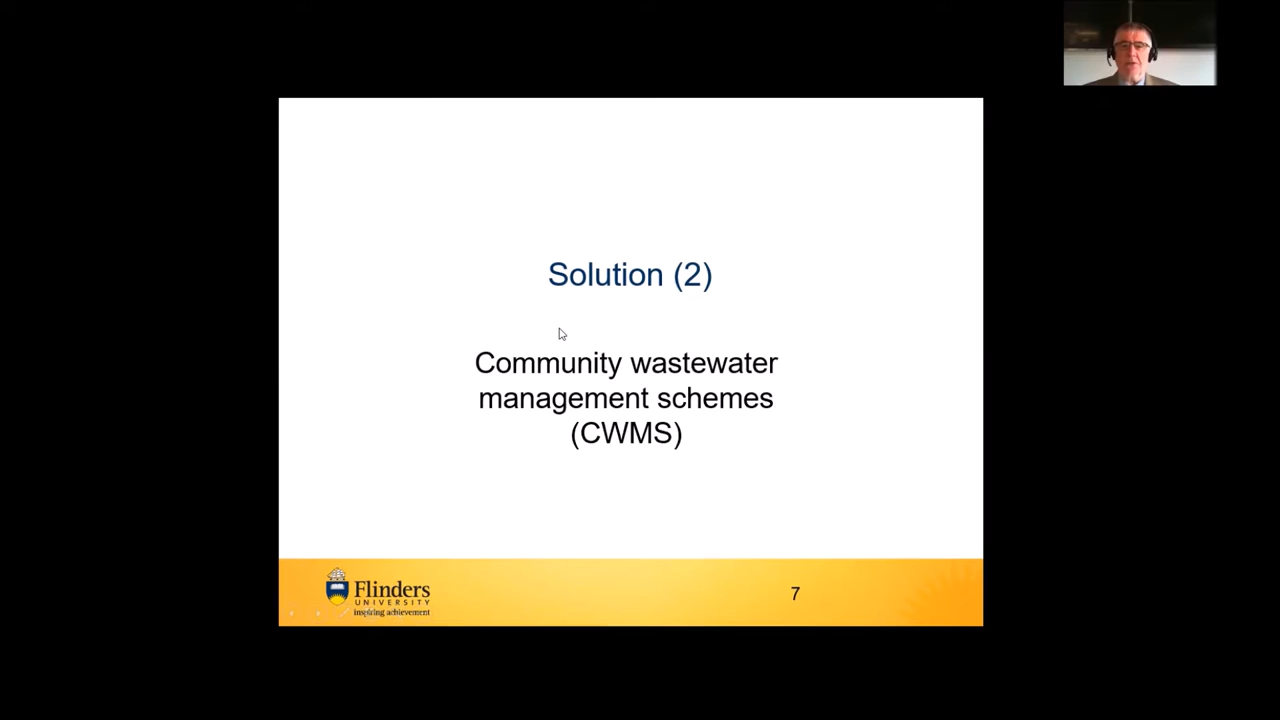 Solution (2)
Community wastewater
management schemes
(CWMS)
Flinders
UNIVERSITY
inspiring achievement
7